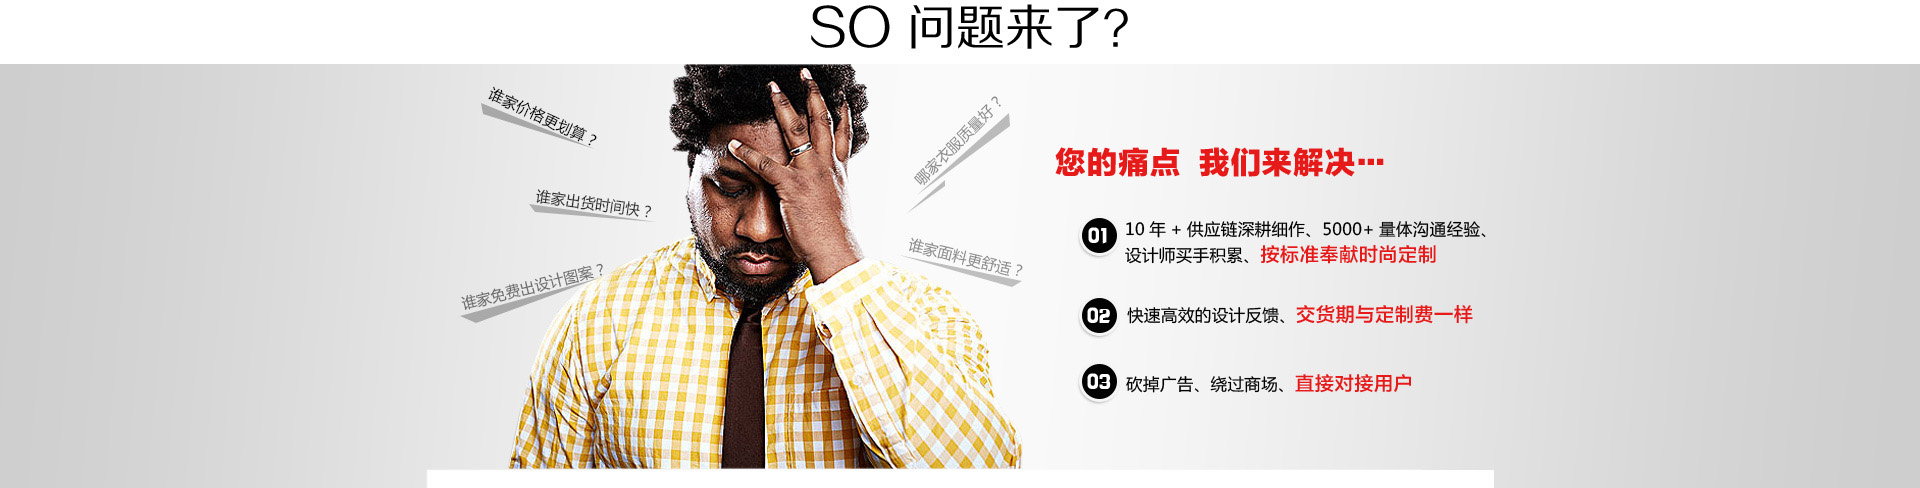 SO 问题来了?
谁家价格更划算？
哪家衣服质量好？
谁家出货时间快？
谁家面料更舒适？
谁家免费出设计图案？
您的痛点 我们来解决···
01 10 年 + 供应链深耕细作、5000+ 量体沟通经验、
设计师买手积累、按标准奉献时尚定制
02 快速高效的设计反馈、交货期与定制费一样
03 砍掉广告、绕过商场、直接对接用户